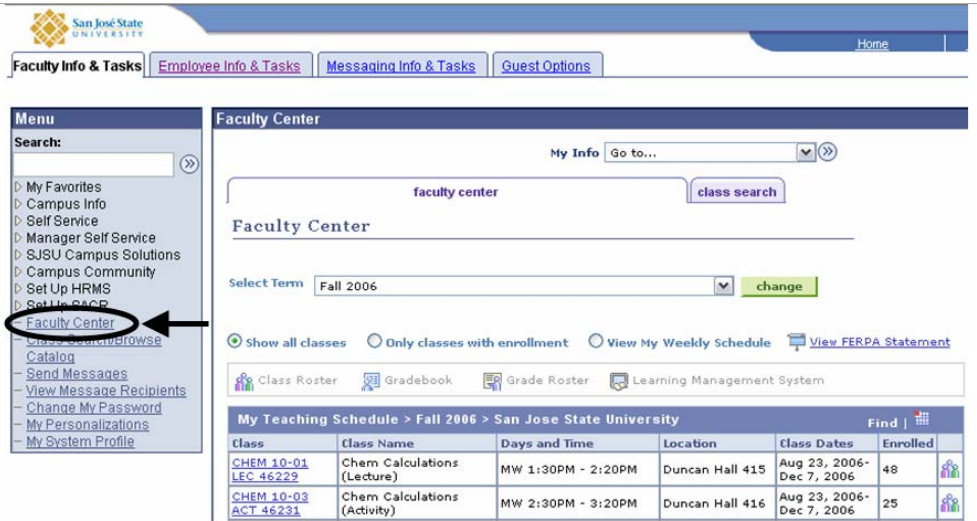 San José State
UNIVERSITY
Home
Faculty Info & Tasks
Employee Info & Tasks
Messaging Info & Tasks
Guest Options
Menu
Search:
My Favorites
Campus Info
Self Service
Manager Self Service
SJSU Campus Solutions
Campus Community
Set Up HRMS
Set Up SACR
Faculty Center
Class Search/Browse
Catalog
Send Messages
View Message Recipients
Change My Password
My Personalizations
My System Profile
Faculty Center
My Info Go to...
faculty center
class search
Faculty Center
Select Term Fall 2006 change
Show all classes Only classes with enrollment View My Weekly Schedule View FERPA Statement
Class Roster Gradebook Grade Roster Learning Management System
My Teaching Schedule > Fall 2006 > San Jose State University Find |
Class Class Name Days and Time Location Class Dates Enrolled
CHEM 10-01 LEC 46229 Chem Calculations (Lecture) MW 1:30PM - 2:20PM Duncan Hall 415 Aug 23, 2006- Dec 7, 2006 48
CHEM 10-03 ACT 46231 Chem Calculations (Activity) MW 2:30PM - 3:20PM Duncan Hall 416 Aug 23, 2006- Dec 7, 2006 25